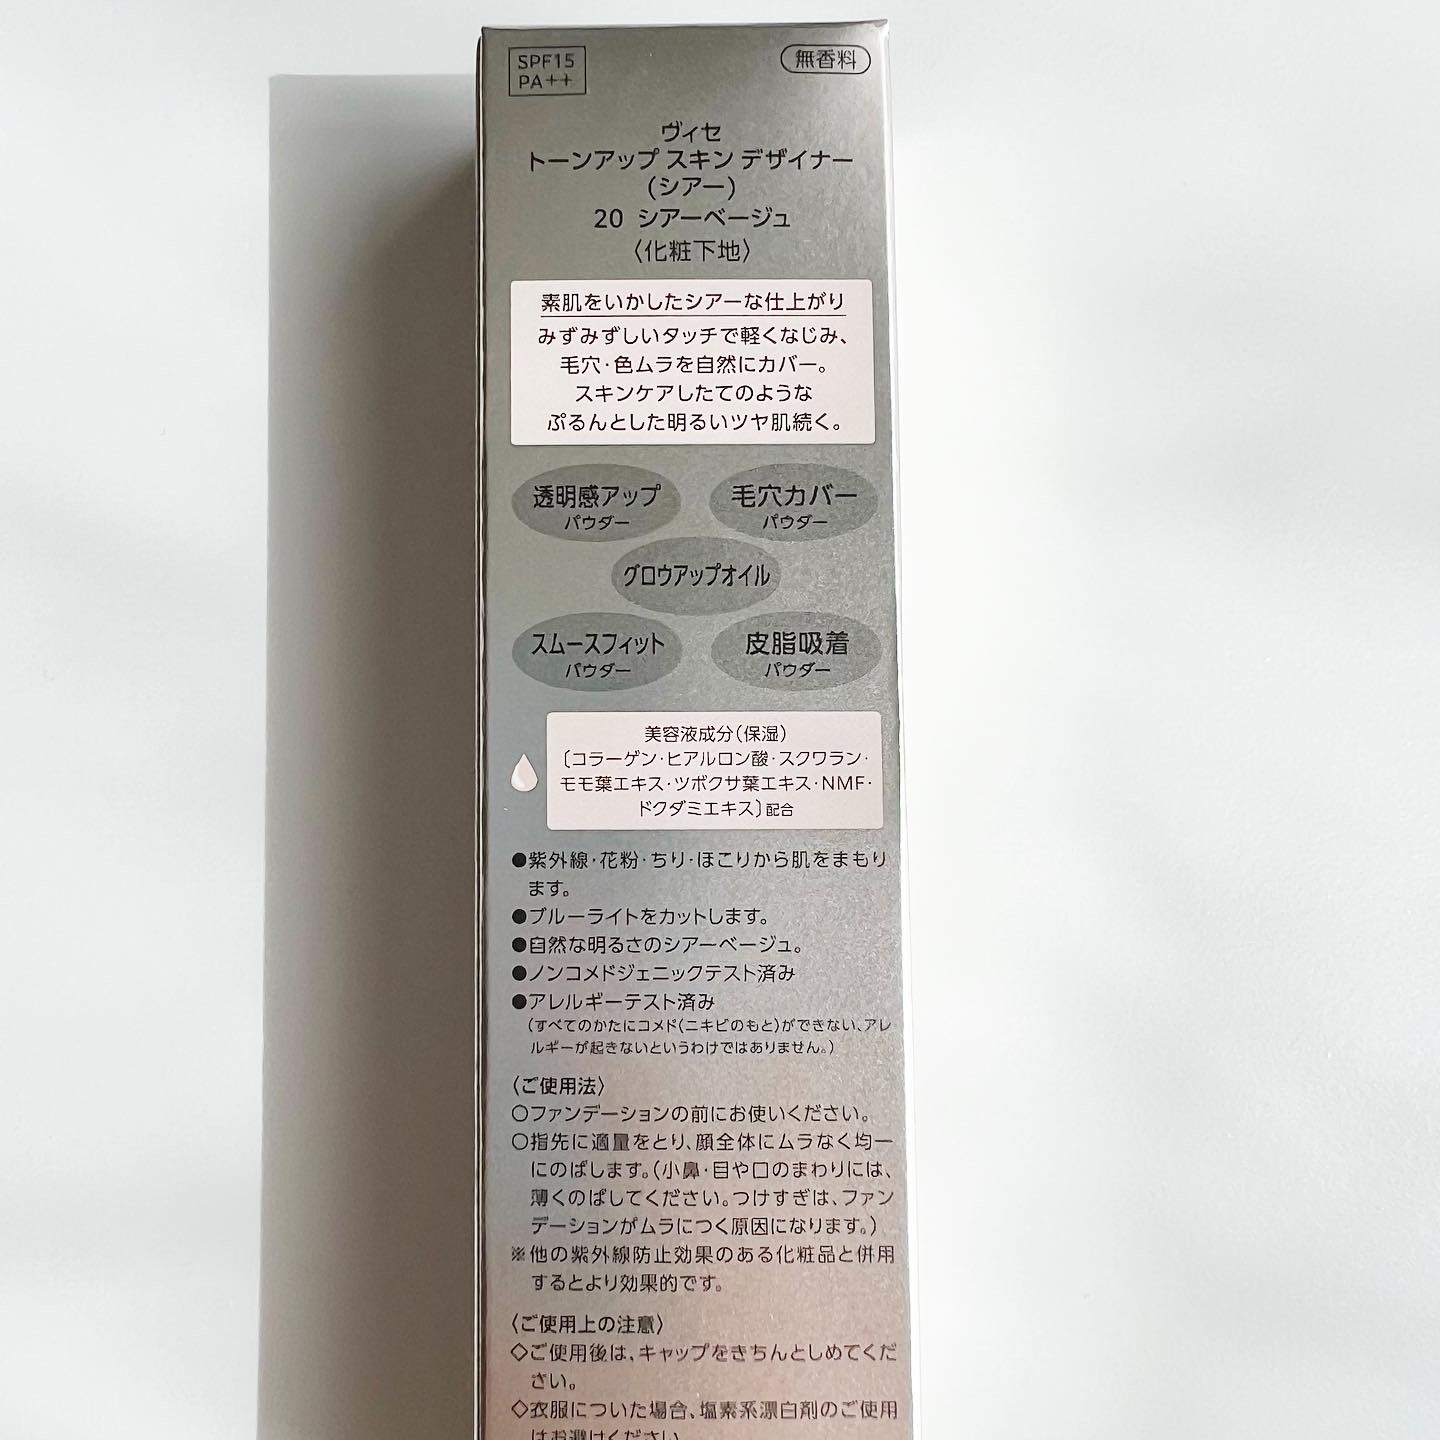 SPF15
PA++
無香料
ヴィセ
トーンアップ スキン デザイナー
(シアー)
20 シアーベージュ
〈化粧下地〉
素肌をいかしたシアーな仕上がり
みずみずしいタッチで軽くなじみ、
毛穴・色ムラを自然にカバー。
スキンケアしたてのような
ぷるんとした明るいツヤ肌続く。
透明感アップ
パウダー
毛穴カバー
パウダー
グロウアップオイル
スムースフィット
パウダー
皮脂吸着
パウダー
美容液成分(保湿)
〔コラーゲン・ヒアルロン酸・スクワラン・
モモ葉エキス・ツボクサ葉エキス・NMF・
ドクダミエキス〕配合
●紫外線・花粉・ちり・ほこりから肌をまもり
ます。
●ブルーライトをカットします。
●自然な明るさのシアーベージュ。
●ノンコメドジェニックテスト済み
●アレルギーテスト済み
(すべてのかたにコメド(ニキビのもと)ができない、アレ
ルギーが起きないというわけではありません。)
〈ご使用法〉
○ファンデーションの前にお使いください。
○指先に適量をとり、顔全体にムラなく均一
にのばします。(小鼻・目や口のまわりには、
薄くのばしてください。つけすぎは、ファン
デーションがムラにつく原因になります。)
※他の紫外線防止効果のある化粧品と併用
するとより効果的です。
〈ご使用上の注意〉
◇ご使用後は、キャップをきちんとしめてくだ
さい。
◇衣服についた場合、塩素系漂白剤のご使用
はお避けください。